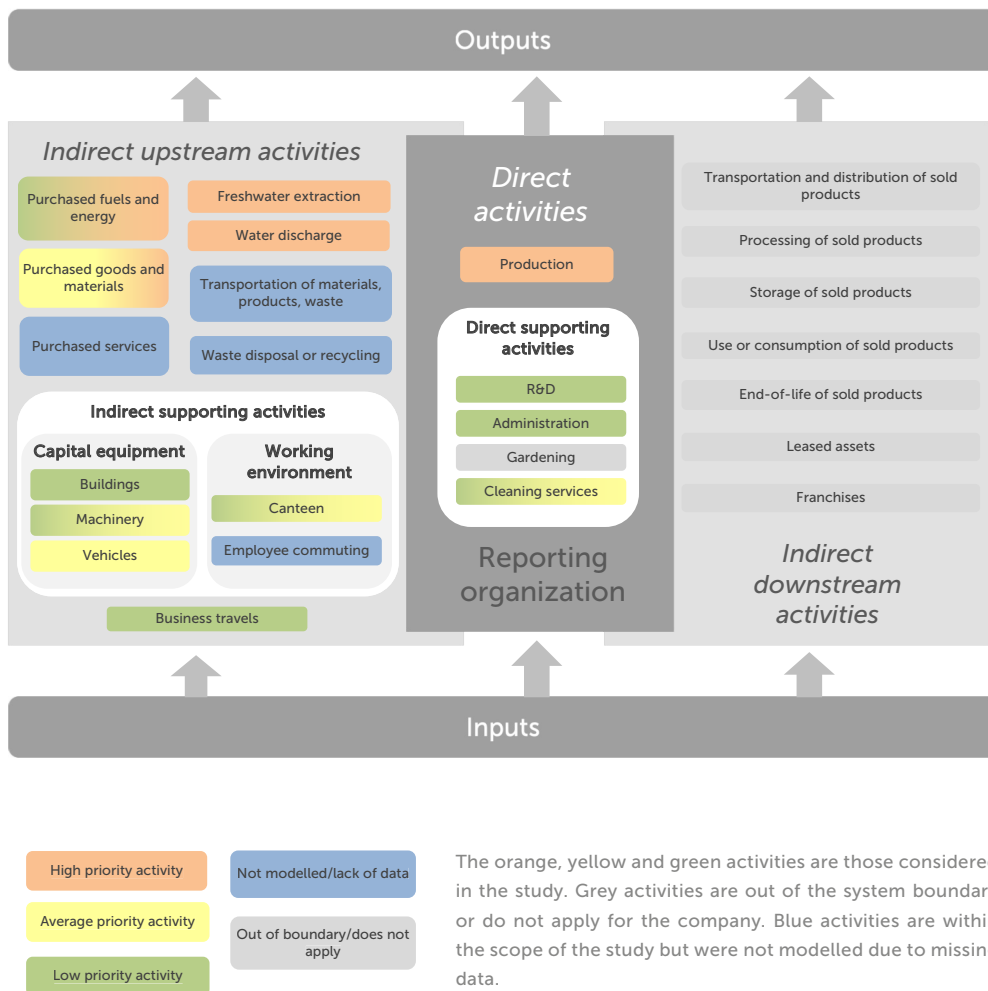 Outputs
Indirect upstream activities
Purchased fuels and
energy
Purchased goods and
materials
Purchased services
Freshwater extraction
Water discharge
Transportation of materials,
products, waste
Waste disposal or recycling
Indirect supporting activities
Capital equipment
Buildings
Machinery
Vehicles
Working
environment
Canteen
Employee commuting
Business travels
Direct
activities
Production
Direct supporting
activities
R&D
Administration
Gardening
Cleaning services
Reporting
organization
Transportation and distribution of sold
products
Processing of sold products
Storage of sold products
Use or consumption of sold products
End-of-life of sold products
Leased assets
Franchises
Indirect
downstream
activities
Inputs
High priority activity
Average priority activity
Low priority activity
Not modelled/lack of data
Out of boundary/does not
apply
The orange, yellow and green activities are those considere
in the study. Grey activities are out of the system boundar
or do not apply for the company. Blue activities are withi
the scope of the study but were not modelled due to missin
data.